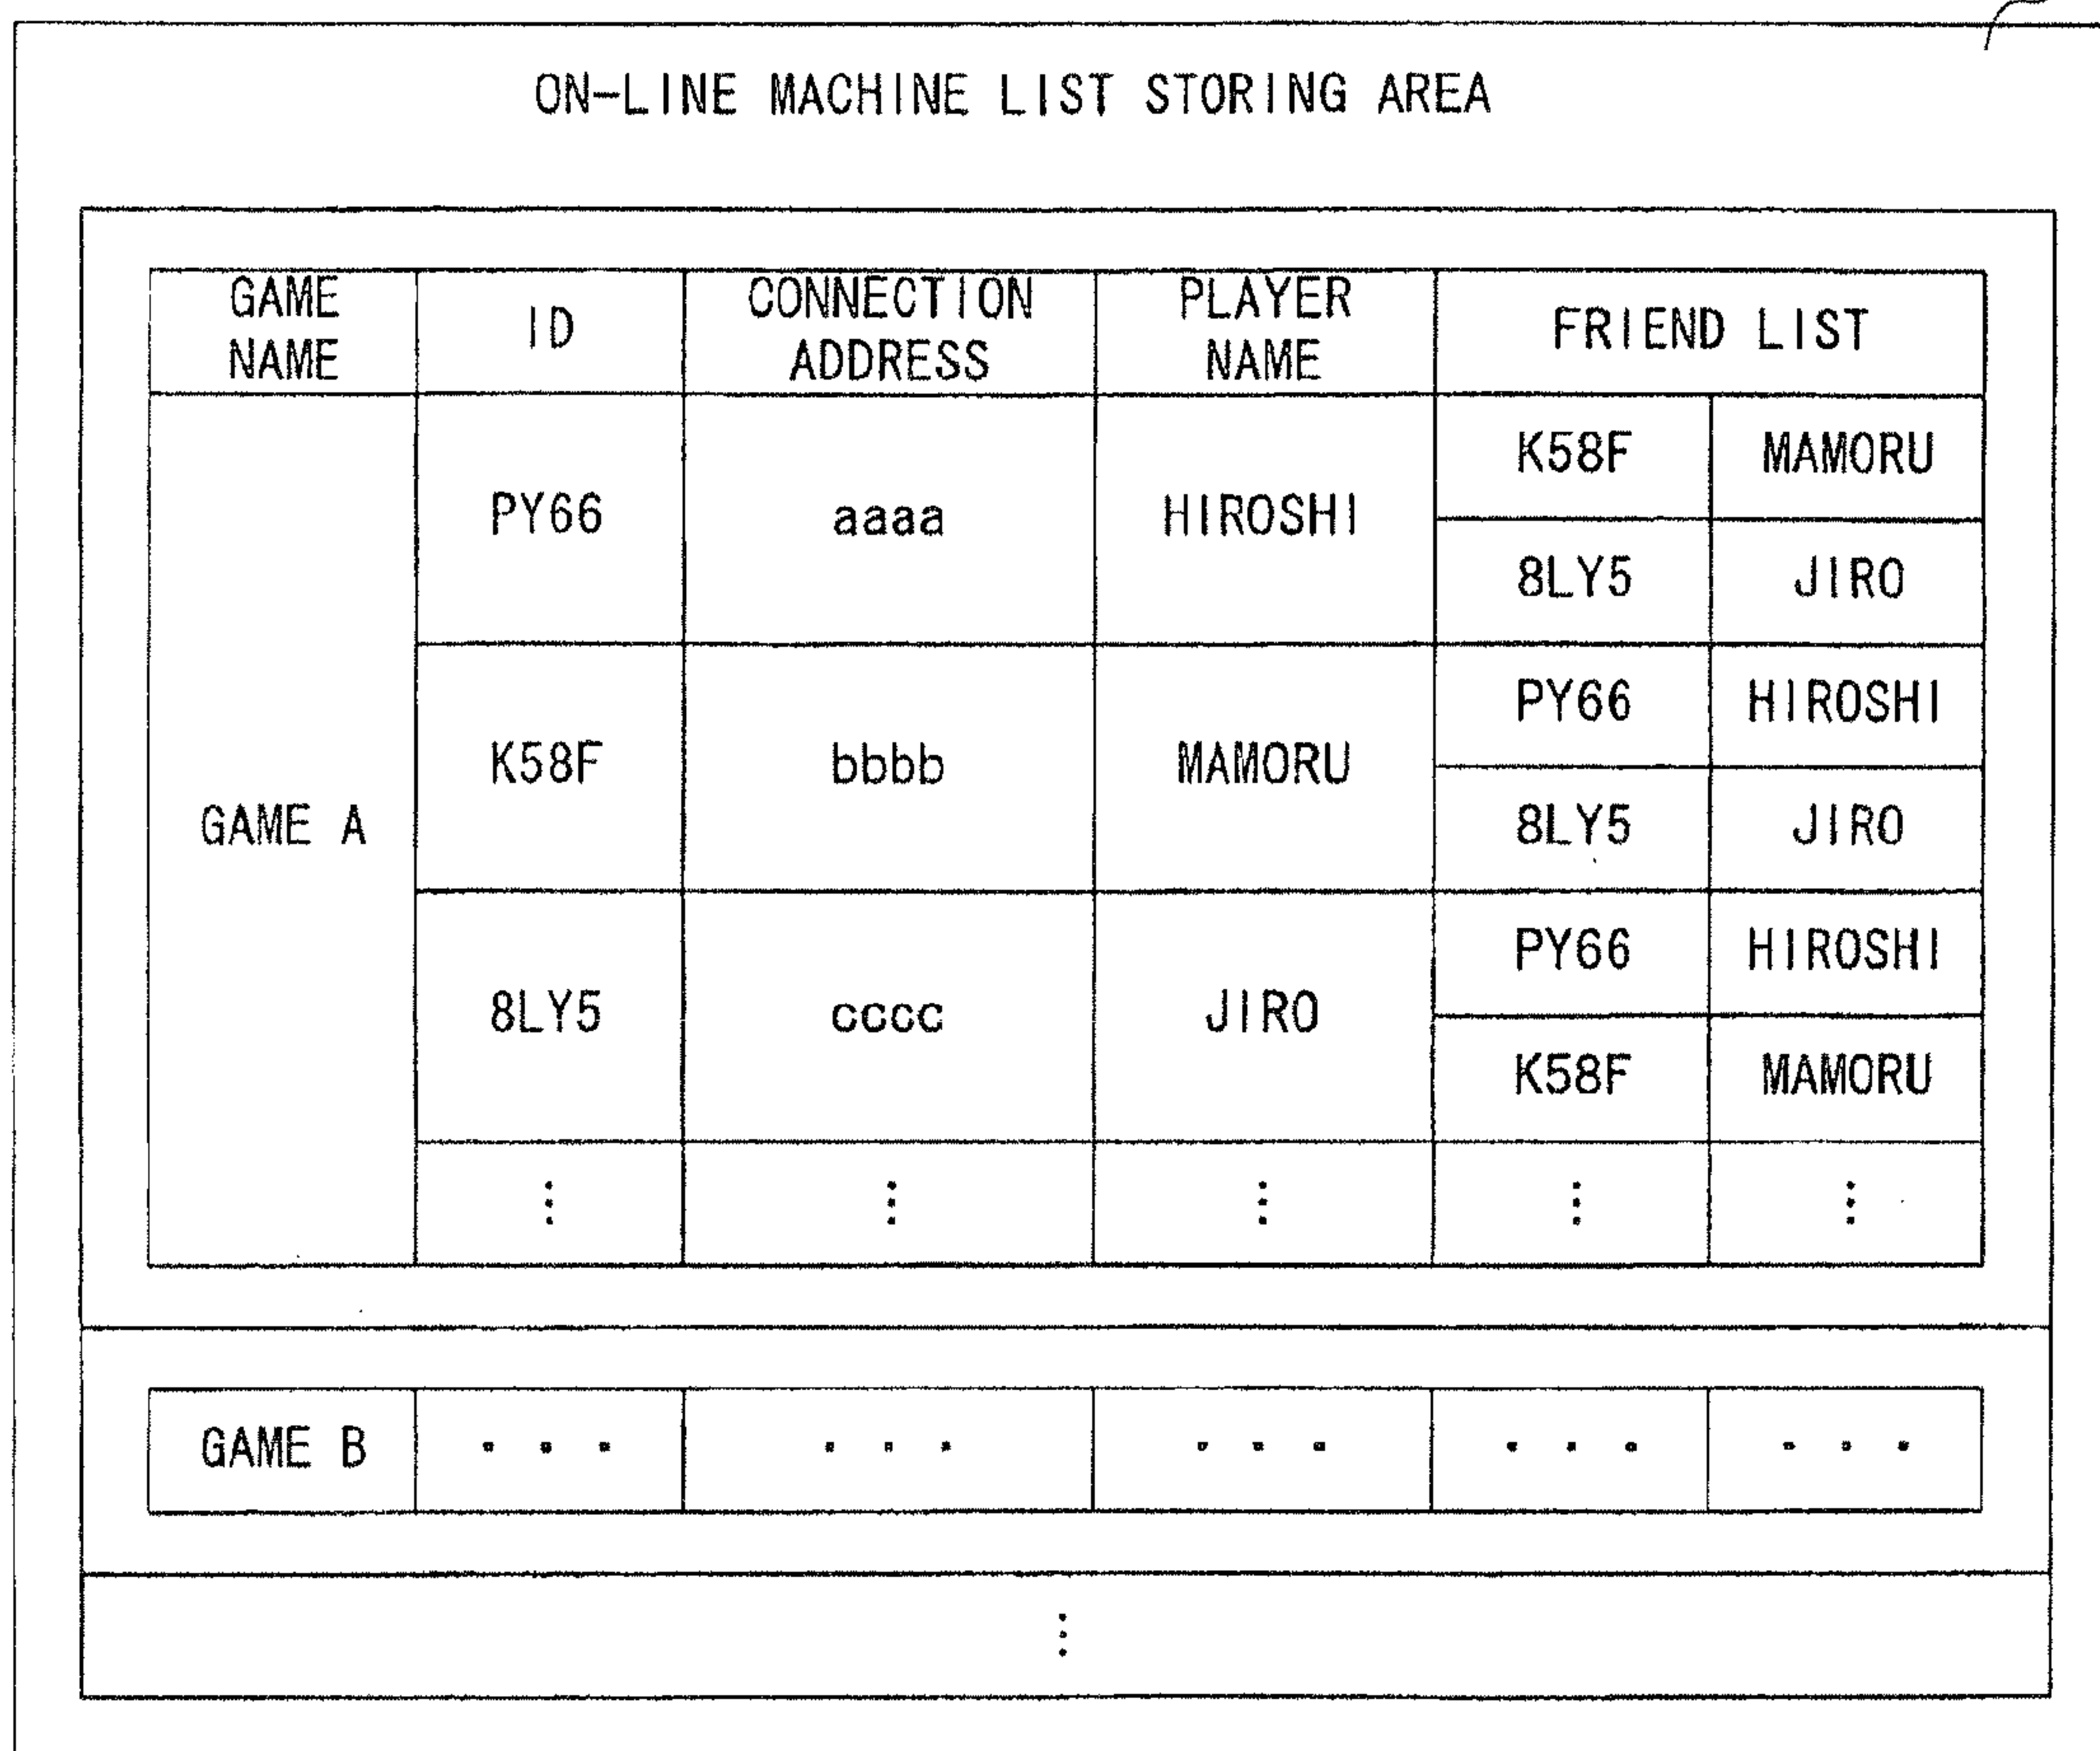 ON-LINE MACHINE LIST STORING AREA
GAME NAME ID CONNECTION ADDRESS PLAYER NAME FRIEND LIST
GAME A PY66 aaaa HIROSHI K58F MAMORU
8LY5 JIRO
K58F bbbb MAMORU PY66 HIROSHI
8LY5 JIRO
8LY5 cccc JIRO PY66 HIROSHI
K58F MAMORU
⋮ ⋮ ⋮ ⋮ ⋮
GAME B ... ... ... ... ...
⋮